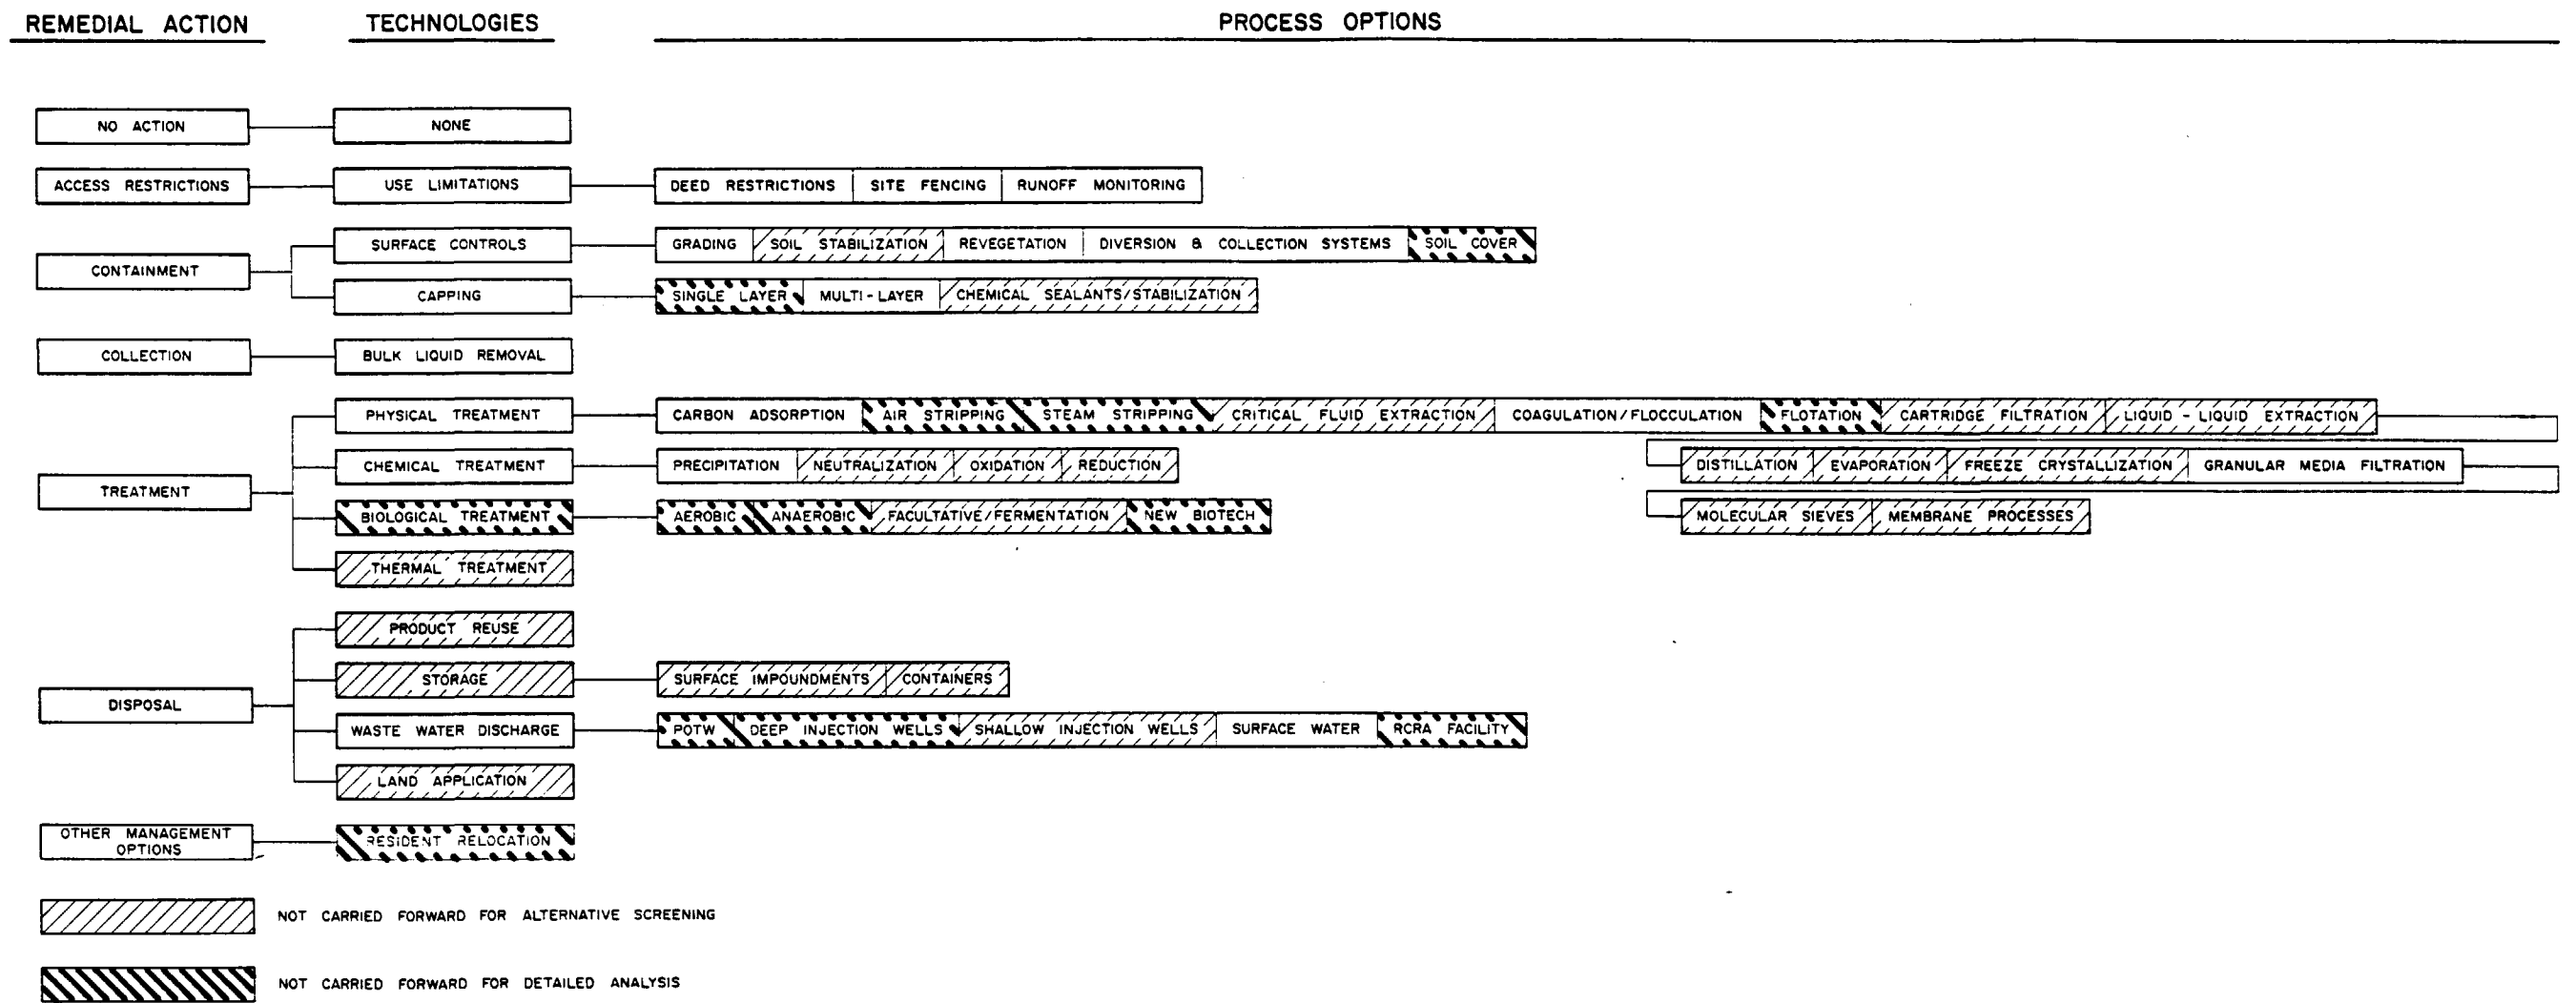 REMEDIAL ACTION TECHNOLOGIES PROCESS OPTIONS
NO ACTION NONE
ACCESS RESTRICTIONS USE LIMITATIONS DEED RESTRICTIONS SITE FENCING RUNOFF MONITORING
SURFACE CONTROLS GRADING SOIL STABILIZATION REVEGETATION DIVERSION & COLLECTION SYSTEMS SOIL COVER
CONTAINMENT
CAPPING SINGLE LAYER MULTI-LAYER CHEMICAL SEALANTS/STABILIZATION
COLLECTION BULK LIQUID REMOVAL
PHYSICAL TREATMENT CARBON ADSORPTION AIR STRIPPING STEAM STRIPPING CRITICAL FLUID EXTRACTION COAGULATION/FLOCCULATION FLOTATION CARTRIDGE FILTRATION LIQUID - LIQUID EXTRACTION
CHEMICAL TREATMENT PRECIPITATION NEUTRALIZATION OXIDATION REDUCTION DISTILLATION EVAPORATION FREEZE CRYSTALLIZATION GRANULAR MEDIA FILTRATION
TREATMENT
BIOLOGICAL TREATMENT AEROBIC ANAEROBIC FACULTATIVE/FERMENTATION NEW BIOTECH MOLECULAR SIEVES MEMBRANE PROCESSES
THERMAL TREATMENT
PRODUCT REUSE
STORAGE SURFACE IMPOUNDMENTS CONTAINERS
DISPOSAL
WASTE WATER DISCHARGE POTW DEEP INJECTION WELLS SHALLOW INJECTION WELLS SURFACE WATER RCRA FACILITY
LAND APPLICATION
OTHER MANAGEMENT
OPTIONS
RESIDENT RELOCATION
NOT CARRIED FORWARD FOR ALTERNATIVE SCREENING
NOT CARRIED FORWARD FOR DETAILED ANALYSIS